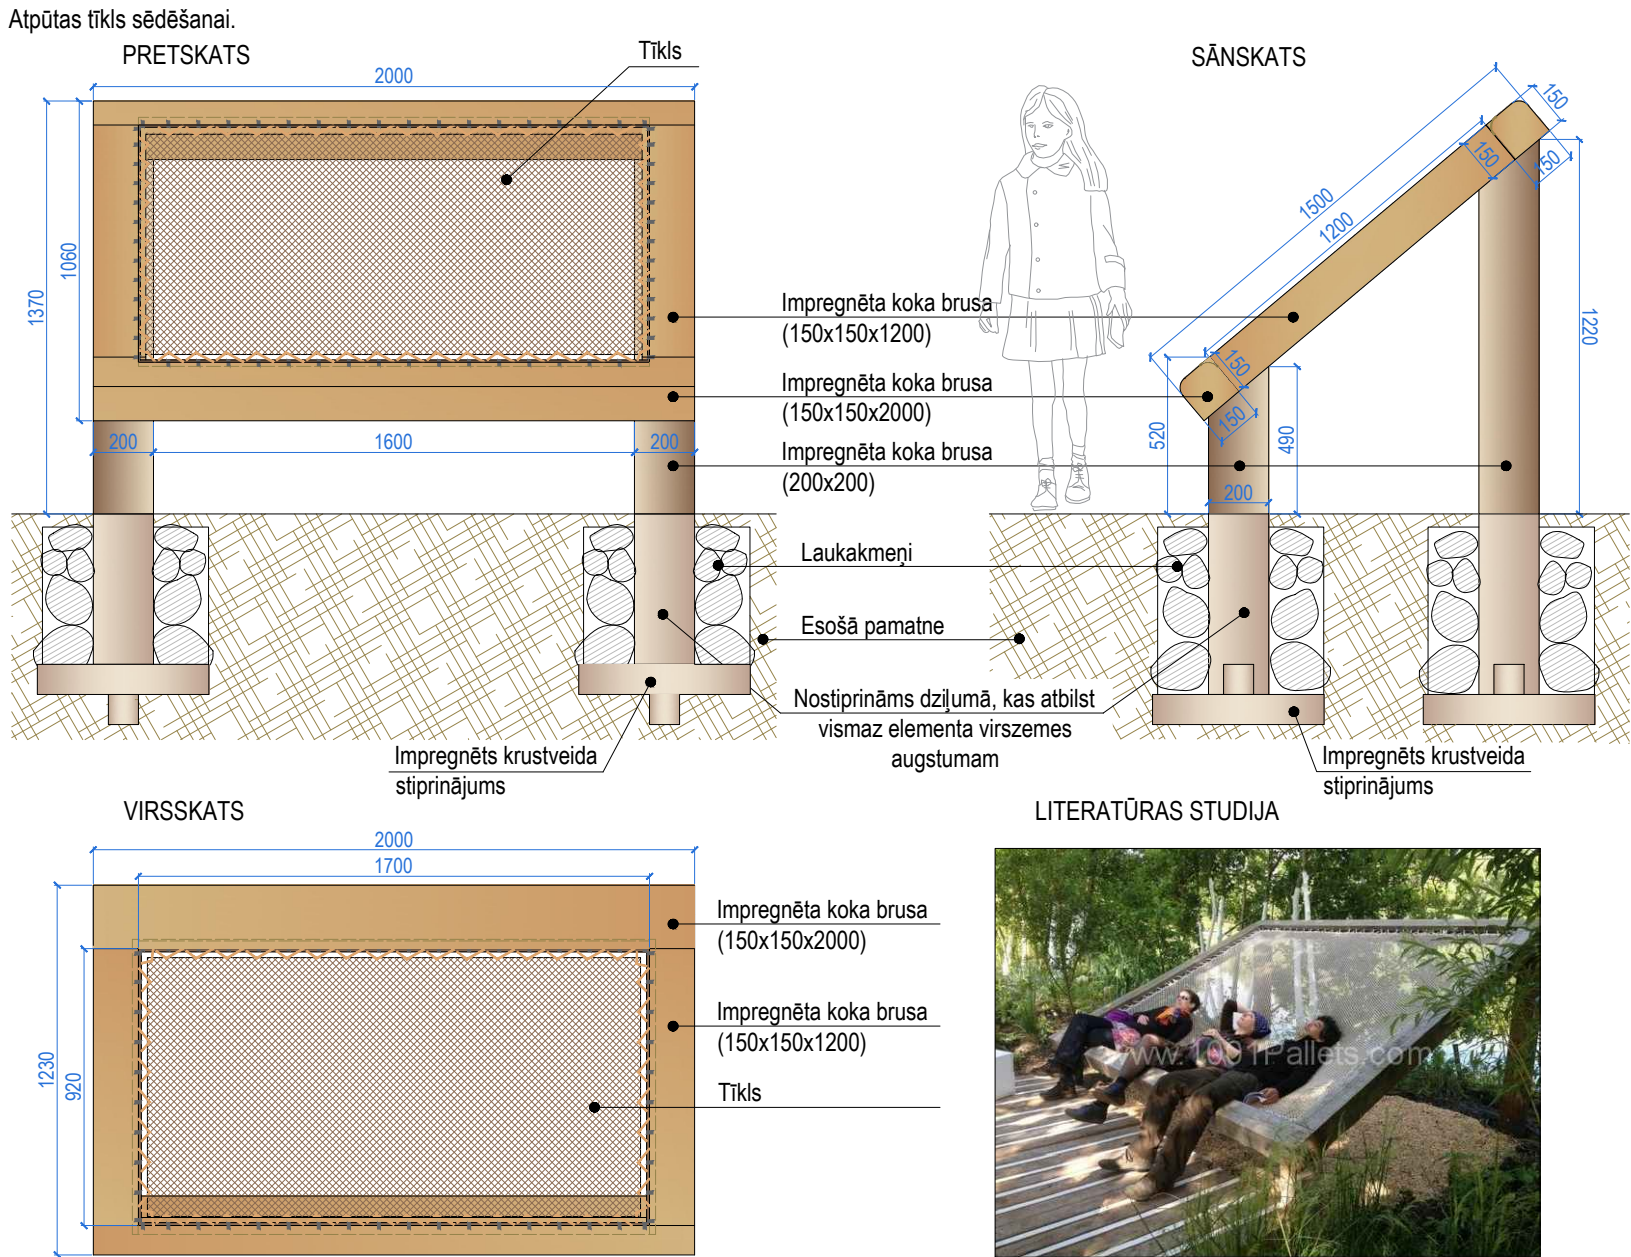 Atpūtas tīkls sēdēšanai.
PRETSKATS
Tīkls
SĀNSKATS
2000
1370
1060
200
1600
200
Impregnēta koka brusa
(150x150x1200)
Impregnēta koka brusa
(150x150x2000)
Impregnēta koka brusa
(200x200)
150
150
150
1500
1200
1220
150
150
520
490
200
Laukakmeņi
Esošā pamatne
Nostiprināms dziļumā, kas atbilst
vismaz elementa virszemes
augstumam
Impregnēts krustveida
stiprinājums
Impregnēts krustveida
stiprinājums
VIRSSKATS
2000
1700
1230
920
Impregnēta koka brusa
(150x150x2000)
Impregnēta koka brusa
(150x150x1200)
Tīkls
LITERATŪRAS STUDIJA
www.1001Pallets.com